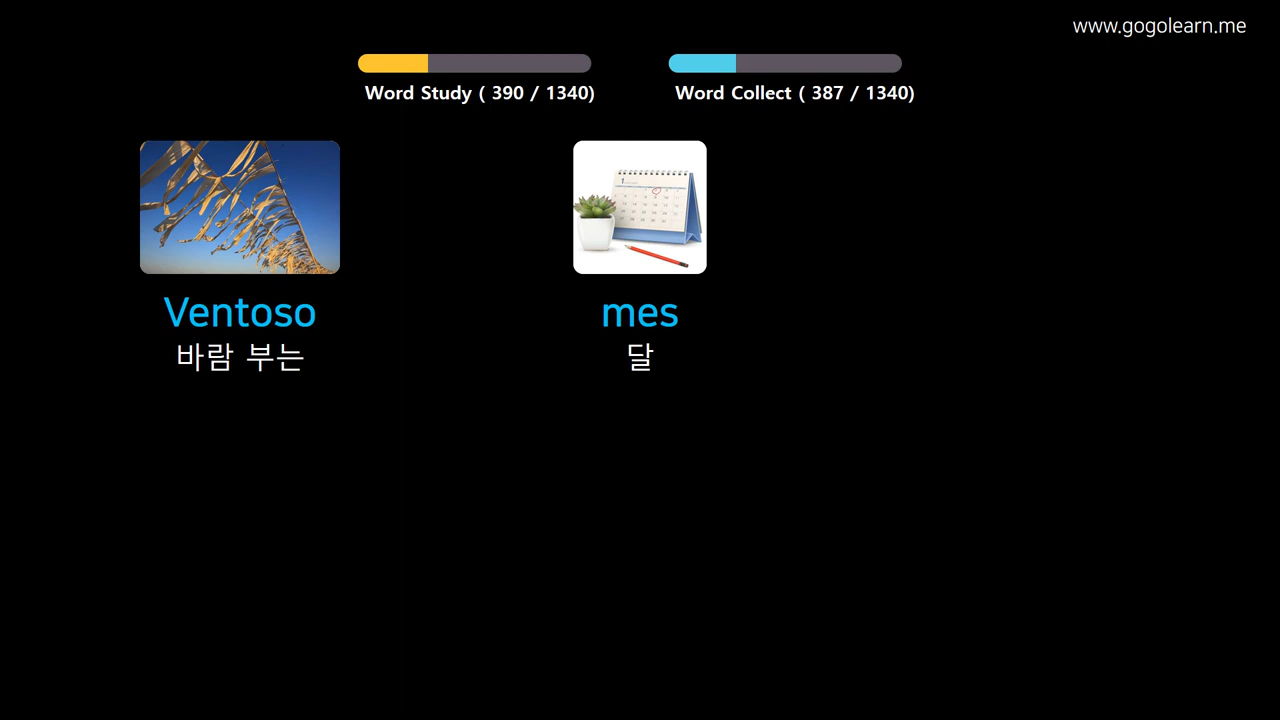 www.gogolearn.me
Word Study ( 390 / 1340)
Word Collect ( 387 / 1340)
Ventoso
바람 부는
mes
달